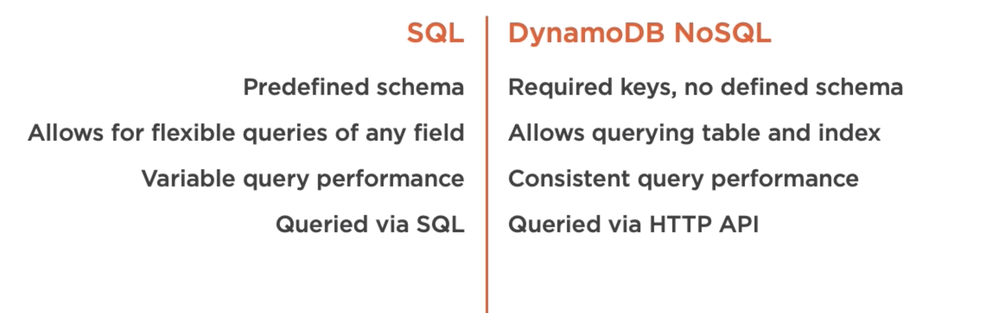 SQL
Predefined schema
Allows for flexible queries of any field
Variable query performance
Queried via SQL
DynamoDB NoSQL
Required keys, no defined schema
Allows querying table and index
Consistent query performance
Queried via HTTP API